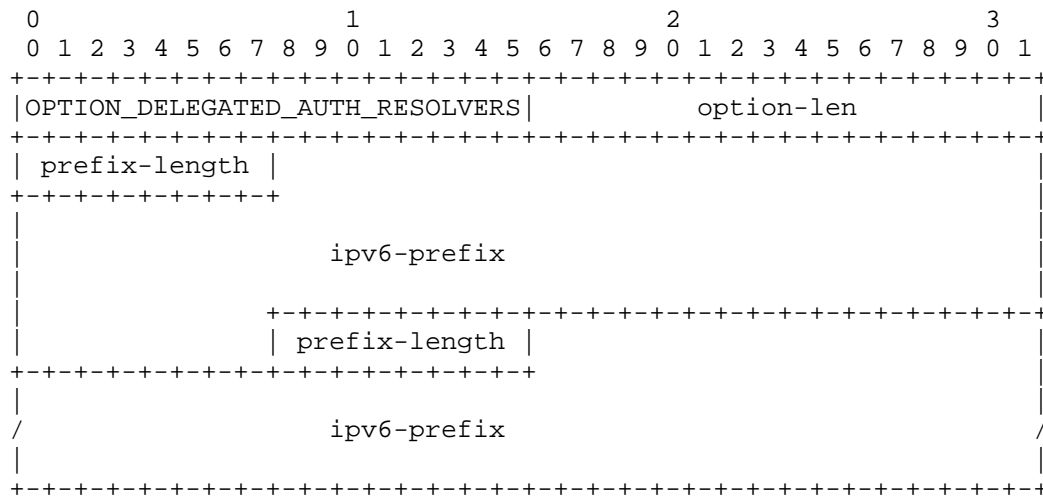 0                   1                   2                   3
0 1 2 3 4 5 6 7 8 9 0 1 2 3 4 5 6 7 8 9 0 1 2 3 4 5 6 7 8 9 0 1
+-+-+-+-+-+-+-+-+-+-+-+-+-+-+-+-+-+-+-+-+-+-+-+-+-+-+-+-+-+-+-+-+
|OPTION_DELEGATED_AUTH_RESOLVERS|          option-len           |
+-+-+-+-+-+-+-+-+-+-+-+-+-+-+-+-+-+-+-+-+-+-+-+-+-+-+-+-+-+-+-+-+
| prefix-length |                                               |
+-+-+-+-+-+-+-+-+                                               |
|                                                               |
|                   ipv6-prefix                                 |
|                                                               |
|               +-+-+-+-+-+-+-+-+-+-+-+-+-+-+-+-+-+-+-+-+-+-+-+-+
|               | prefix-length |                               |
+-+-+-+-+-+-+-+-+-+-+-+-+-+-+-+-+                               |
|                                                               |
/                   ipv6-prefix                                 /
|                                                               |
+-+-+-+-+-+-+-+-+-+-+-+-+-+-+-+-+-+-+-+-+-+-+-+-+-+-+-+-+-+-+-+-+